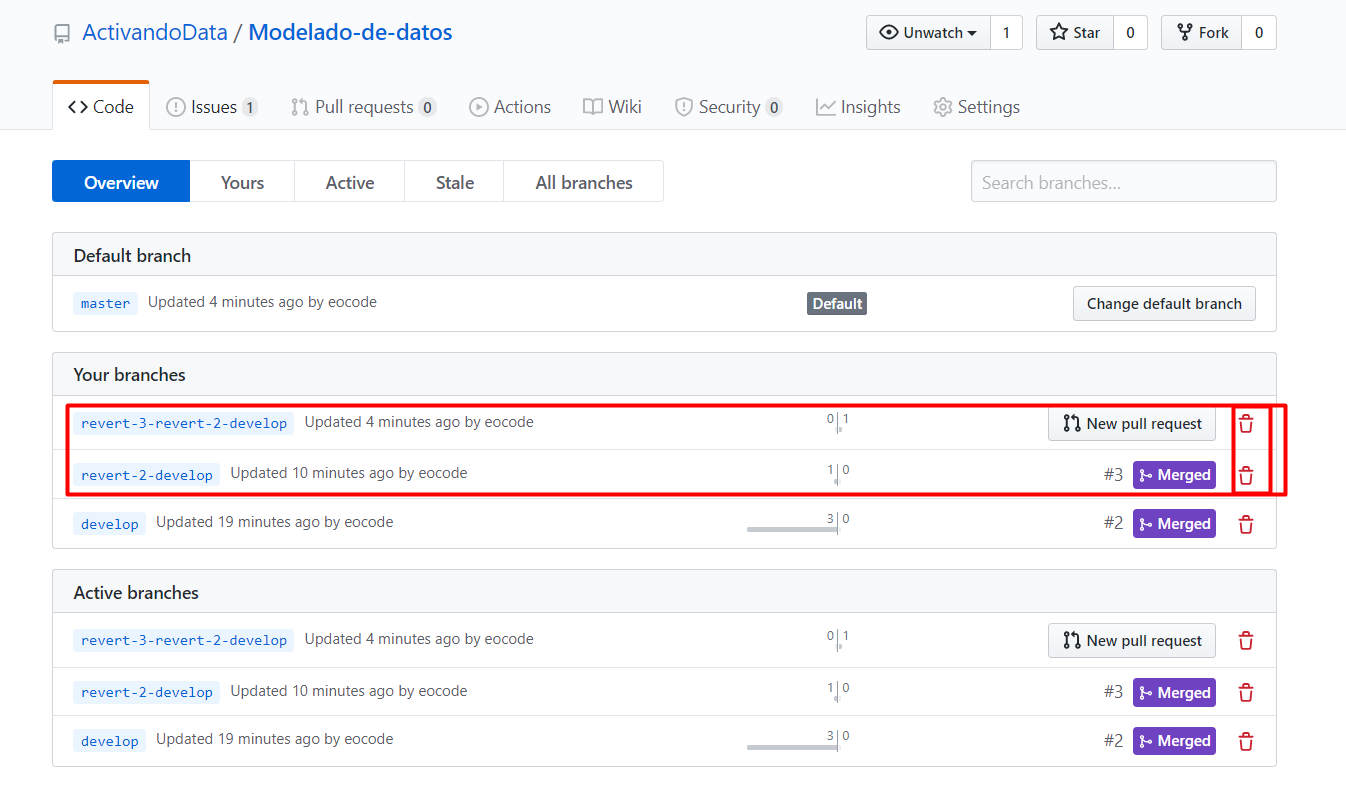 ActivandoData / Modelado-de-datos
Unwatch 1 Star 0 Fork 0
Code Issues 1 Pull requests 0 Actions Wiki Security 0 Insights Settings
Overview Yours Active Stale All branches Search branches...
Default branch
master Updated 4 minutes ago by eocode Default Change default branch
Your branches
revert-3-revert-2-develop Updated 4 minutes ago by eocode 0 1 New pull request
revert-2-develop Updated 10 minutes ago by eocode 1 0 #3 Merged
develop Updated 19 minutes ago by eocode 3 0 #2 Merged
Active branches
revert-3-revert-2-develop Updated 4 minutes ago by eocode 0 1 New pull request
revert-2-develop Updated 10 minutes ago by eocode 1 0 #3 Merged
develop Updated 19 minutes ago by eocode 3 0 #2 Merged